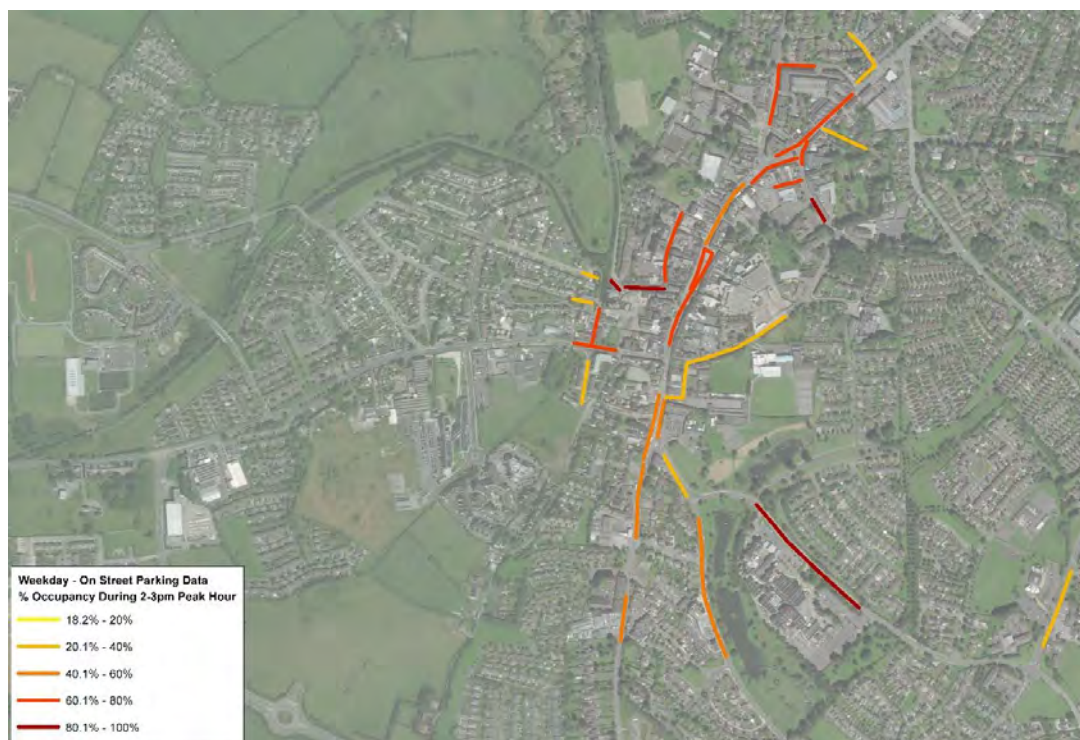 Weekday - On Street Parking Data
% Occupancy During 2-3pm Peak Hour
18.2% - 20%
20.1% - 40%
40.1% - 60%
60.1% - 80%
80.1% - 100%